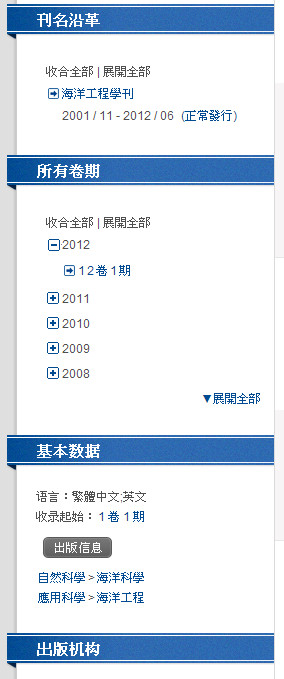 刊名沿革
收合全部 | 展開全部
海洋工程學刊
2001 / 11 - 2012 / 06 (正常發行)
所有卷期
收合全部 | 展開全部
2012
12卷1期
2011
2010
2009
2008
▼展開全部
基本数据
语言：繁體中文;英文
收录起始：1卷1期
出版信息
自然科學 > 海洋科學
應用科學 > 海洋工程
出版机构